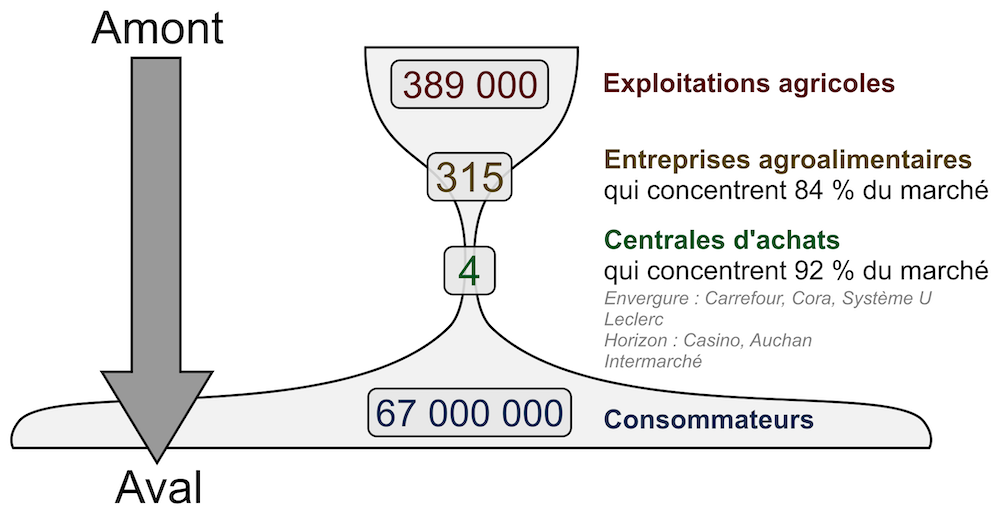 Amont
389 000
Exploitations agricoles
315
Entreprises agroalimentaires
qui concentrent 84 % du marché
4
Centrales d'achats
qui concentrent 92 % du marché
Envergure : Carrefour, Cora, Système U
Leclerc
Horizon : Casino, Auchan
Intermarché
67 000 000
Consommateurs
Aval